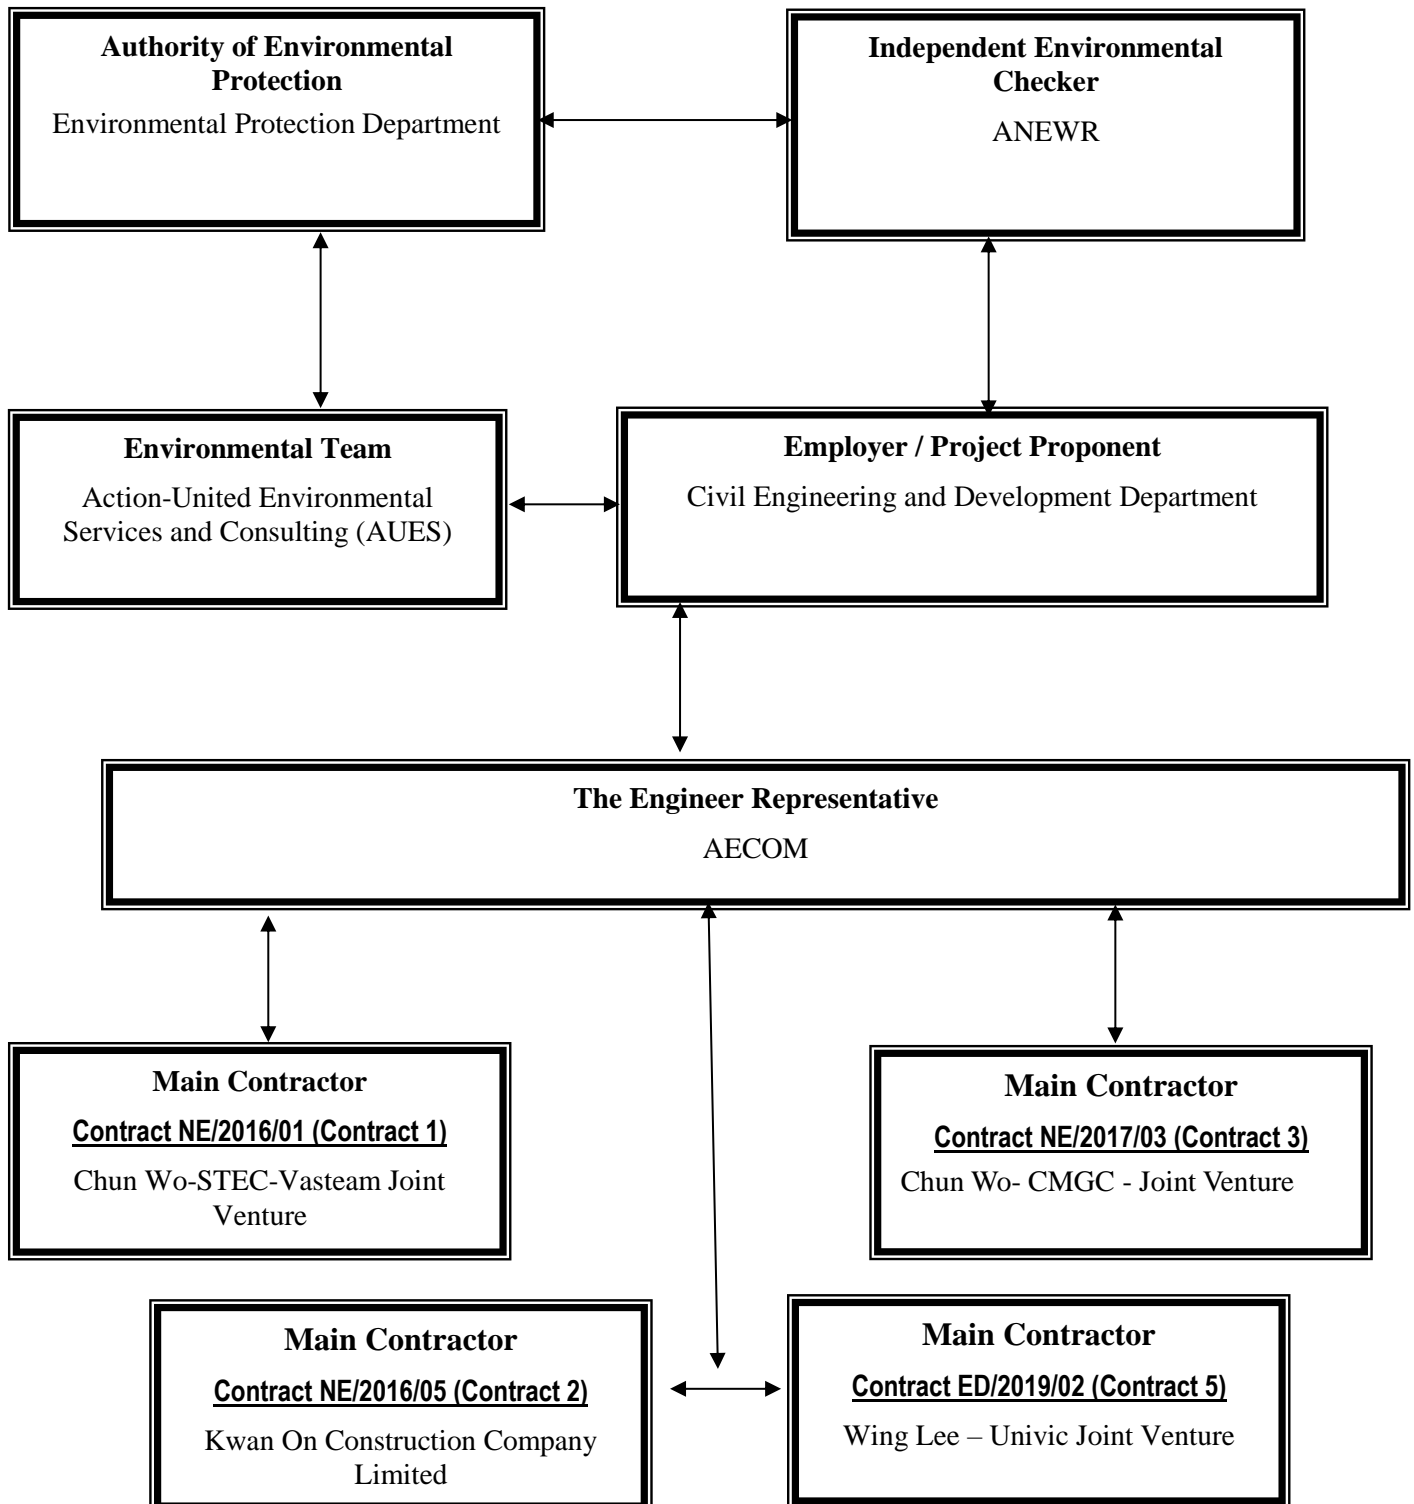 Authority of Environmental
Protection
Environmental Protection Department
Independent Environmental
Checker
ANEWR
Environmental Team
Action-United Environmental
Services and Consulting (AUES)
Employer / Project Proponent
Civil Engineering and Development Department
The Engineer Representative
AECOM
Main Contractor
Contract NE/2016/01 (Contract 1)
Chun Wo-STEC-Vasteam Joint
Venture
Main Contractor
Contract NE/2017/03 (Contract 3)
Chun Wo- CMGC - Joint Venture
Main Contractor
Contract NE/2016/05 (Contract 2)
Kwan On Construction Company
Limited
Main Contractor
Contract ED/2019/02 (Contract 5)
Wing Lee – Univic Joint Venture